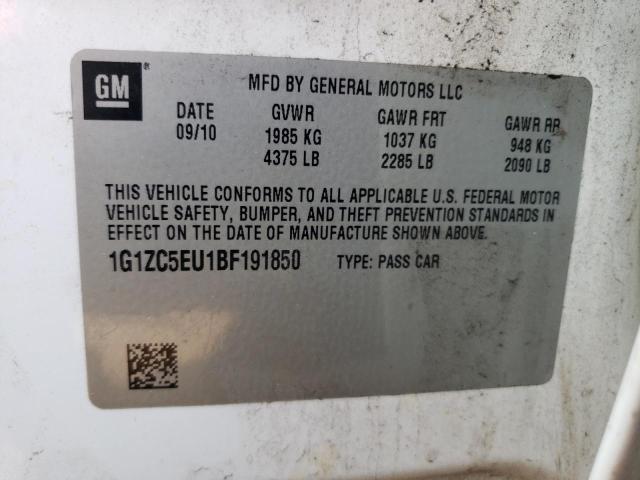 GM®
MFD BY GENERAL MOTORS LLC
DATE GVWR GAWR FRT GAWR RR
09/10 1985 KG 1037 KG 948 KG
4375 LB 2285 LB 2090 LB
THIS VEHICLE CONFORMS TO ALL APPLICABLE U.S. FEDERAL MOTOR
VEHICLE SAFETY, BUMPER, AND THEFT PREVENTION STANDARDS IN
EFFECT ON THE DATE OF MANUFACTURE SHOWN ABOVE.
1G1ZC5EU1BF191850 TYPE: PASS CAR